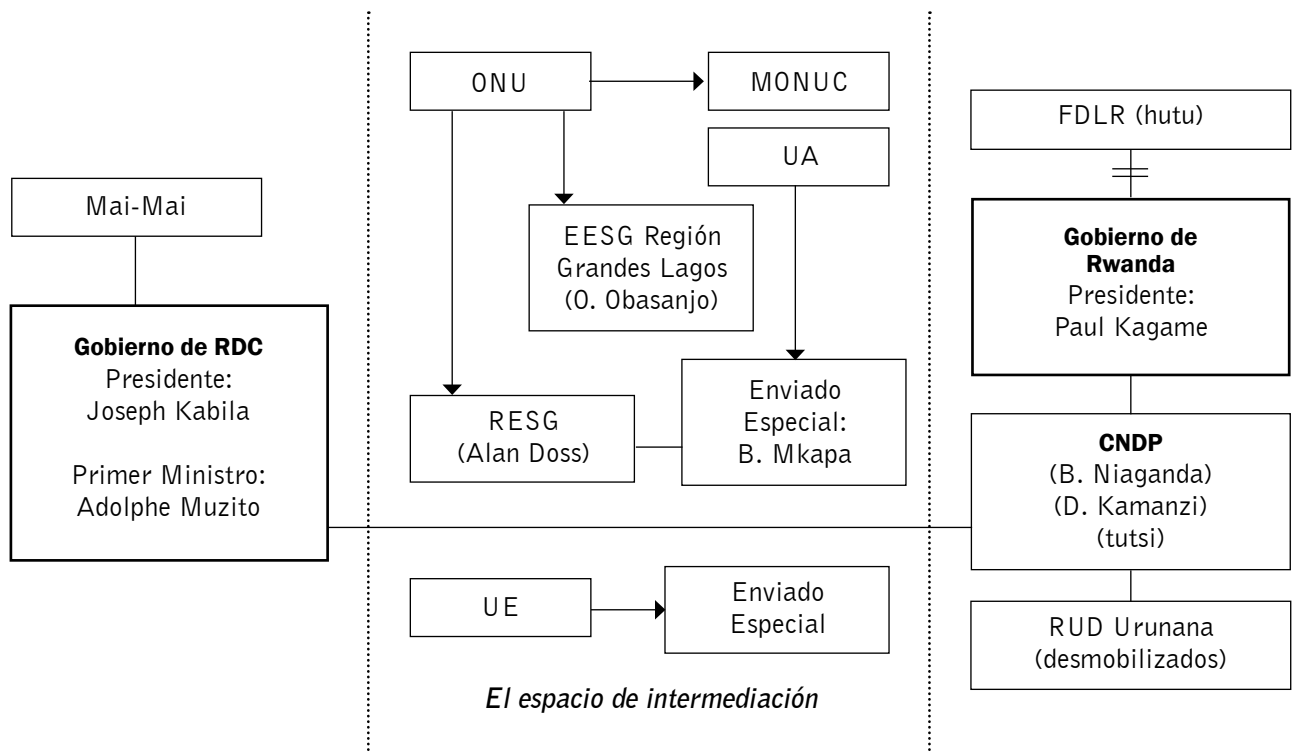 Mai-Mai
Gobierno de RDC
Presidente:
Joseph Kabila
Primer Ministro:
Adolphe Muzito
ONU
MONUC
UA
EESG Región
Grandes Lagos
(O. Obasanjo)
RESG
(Alan Doss)
Enviado
Especial:
B. Mkapa
UE
Enviado
Especial
El espacio de intermediación
FDLR (hutu)
Gobierno de
Rwanda
Presidente:
Paul Kagame
CNDP
(B. Niaganda)
(D. Kamanzi)
(tutsi)
RUD Urunana
(desmobilizados)